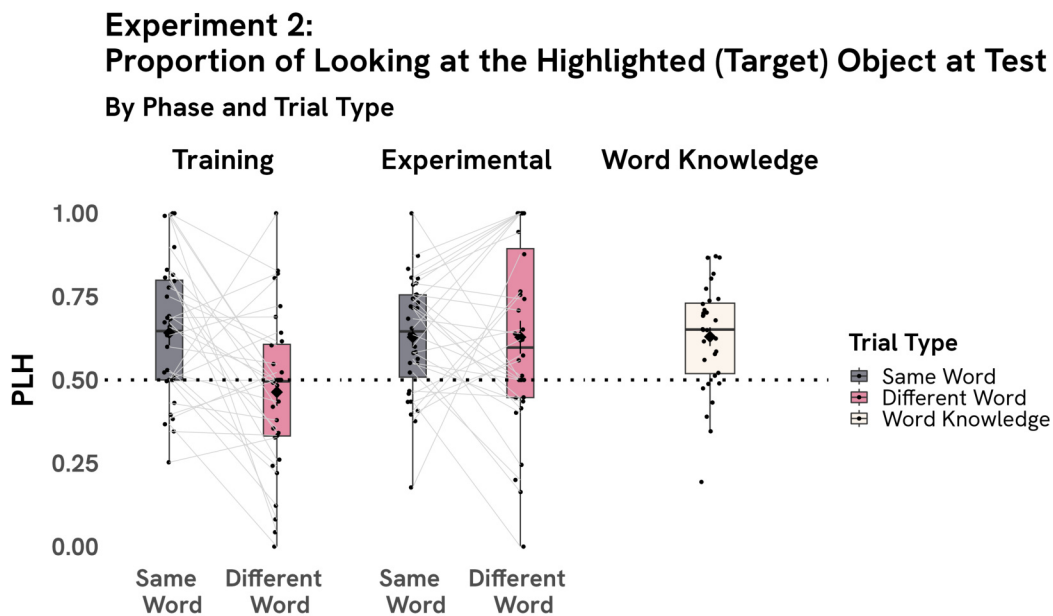 Experiment 2:
Proportion of Looking at the Highlighted (Target) Object at Test
By Phase and Trial Type
Training
Experimental
Word Knowledge
1.00
0.75
0.50
0.25
0.00
PLH
Same
Word
Different
Word
Same
Word
Different
Word
Trial Type
Same Word
Different Word
Word Knowledge